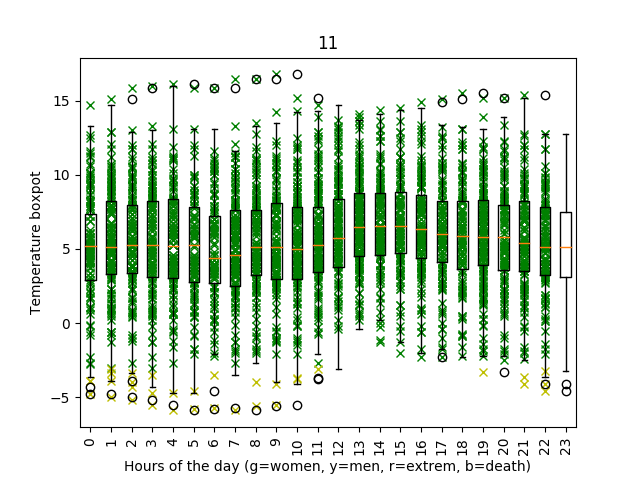 11
Temperature boxpot
15
10
5
0
−5
0 1 2 3 4 5 6 7 8 9 10 11 12 13 14 15 16 17 18 19 20 21 22 23
Hours of the day (g=women, y=men, r=extrem, b=death)